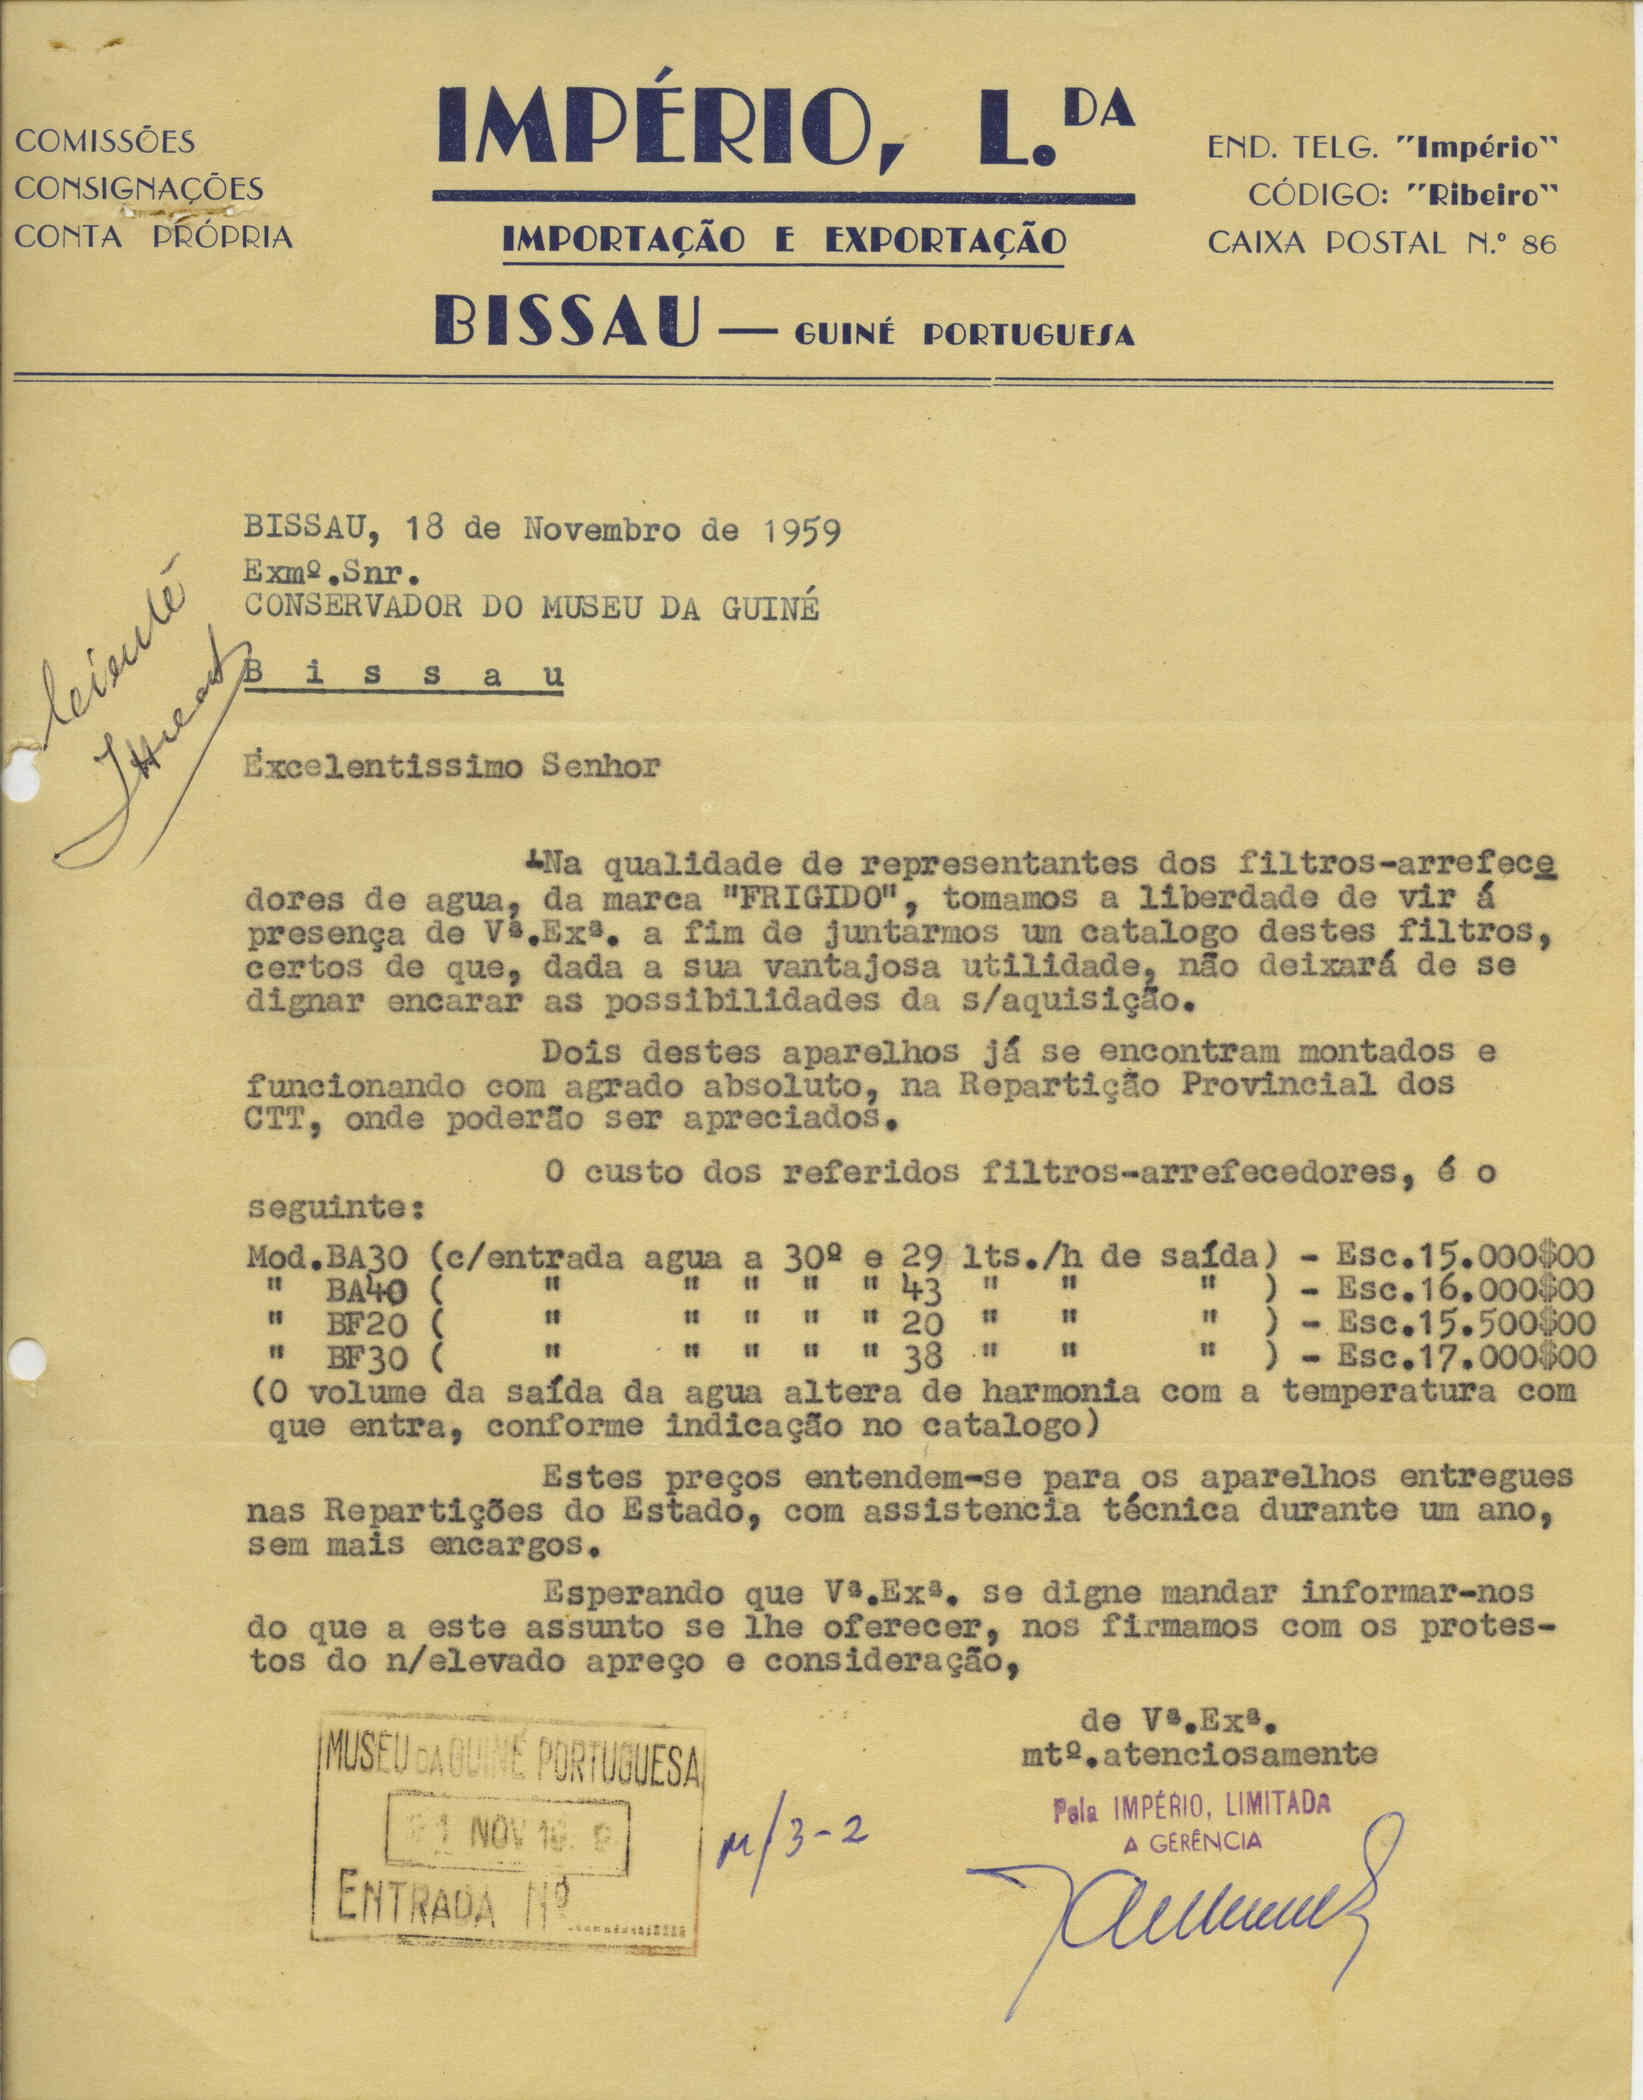 COMISSÕES
CONSIGNAÇÕES
CONTA PRÓPRIA
IMPÉRIO, L.DA
IMPORTAÇÃO E EXPORTAÇÃO
BISSAU — GUINÉ PORTUGUESA
END. TELG. "Império"
CÓDIGO: "Ribeiro"
CAIXA POSTAL N.º 86
BISSAU, 18 de Novembro de 1959
Exmº.Snr.
CONSERVADOR DO MUSEU DA GUINÉ
B i s s a u
Excelentissimo Senhor
Na qualidade de representantes dos filtros-arrefece
dores de agua, da marca "FRIGIDO", tomamos a liberdade de vir á
presença de Vª.Exª. a fim de juntarmos um catalogo destes filtros,
certos de que, dada a sua vantajosa utilidade, não deixará de se
dignar encarar as possibilidades da s/aquisição.
Dois destes aparelhos já se encontram montados e
funcionando com agrado absoluto, na Repartição Provincial dos
CTT, onde poderão ser apreciados.
O custo dos referidos filtros-arrefecedores, é o
seguinte:
Mod.BA30 (c/entrada agua a 30º e 29 lts./h de saída) - Esc.15.000$00
" BA40 ( " " " " " 43 " " " ) - Esc.16.000$00
" BF20 ( " " " " " 20 " " " ) - Esc.15.500$00
" BF30 ( " " " " " 38 " " " ) - Esc.17.000$00
(O volume da saída da agua altera de harmonia com a temperatura com
que entra, conforme indicação no catalogo)
Estes preços entendem-se para os aparelhos entregues
nas Repartições do Estado, com assistencia técnica durante um ano,
sem mais encargos.
Esperando que Vª.Exª. se digne mandar informar-nos
do que a este assunto se lhe oferecer, nos firmamos com os protes-
tos do n/elevado apreço e consideração,
de Vª.Exª.
mtº.atenciosamente
Pela IMPÉRIO, LIMITADA
A GERÊNCIA
MUSEU DA GUINÉ PORTUGUESA
NOV
ENTRADA Nº
3-2